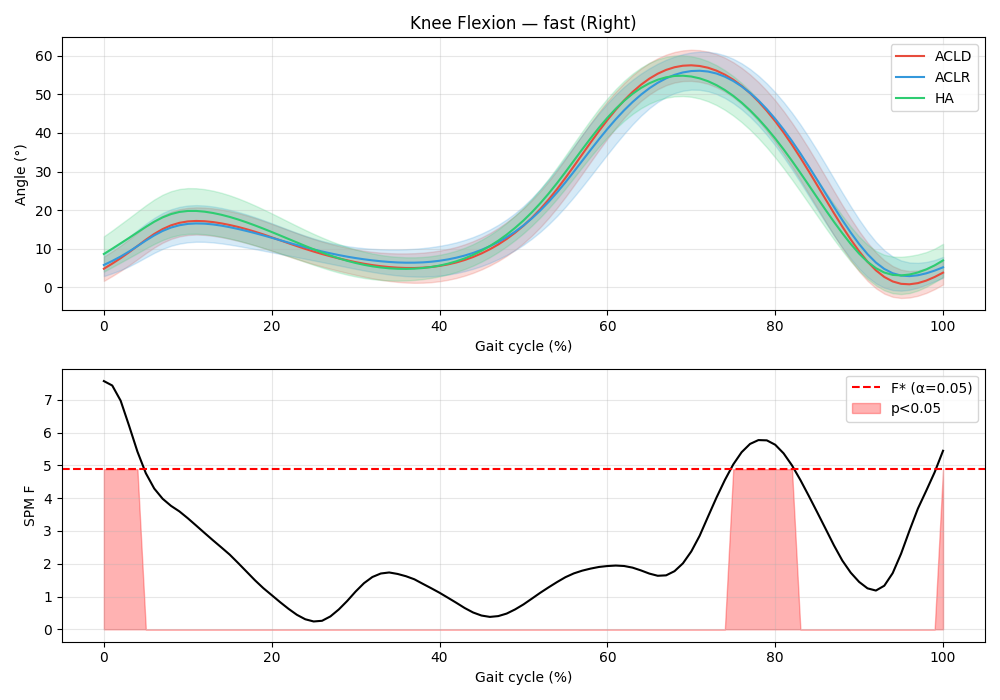 Knee Flexion — fast (Right)
Angle (°)
60
50
40
30
20
10
0
ACLD
ACLR
HA
0 20 40 60 80 100
Gait cycle (%)
SPM F
7
6
5
4
3
2
1
0
F* (α=0.05)
p<0.05
0 20 40 60 80 100
Gait cycle (%)